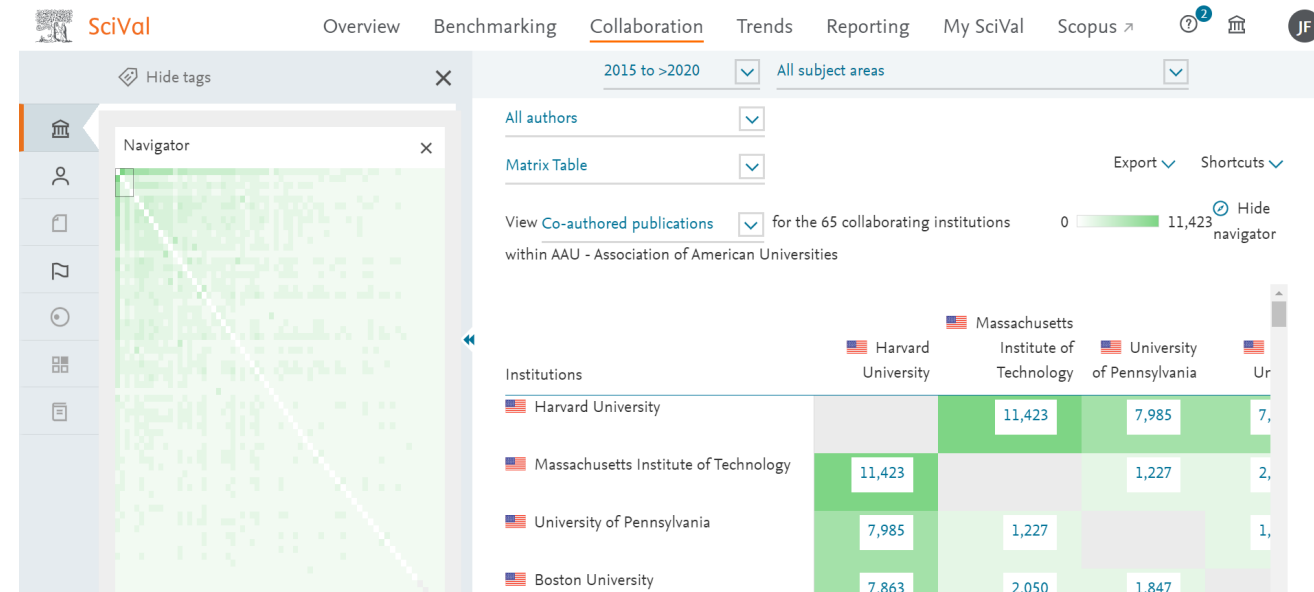 SciVal Overview Benchmarking Collaboration Trends Reporting My SciVal Scopus ↗ 2 JF
Hide tags
2015 to >2020 All subject areas
Navigator
All authors
Matrix Table Export Shortcuts
View Co-authored publications for the 65 collaborating institutions 0 11,423 Hide navigator
within AAU - Association of American Universities
Institutions Harvard University Massachusetts Institute of Technology University of Pennsylvania Ur
Harvard University 11,423 7,985 7,
Massachusetts Institute of Technology 11,423 1,227 2,
University of Pennsylvania 7,985 1,227 1,
Boston University 7,863 2,050 1,847